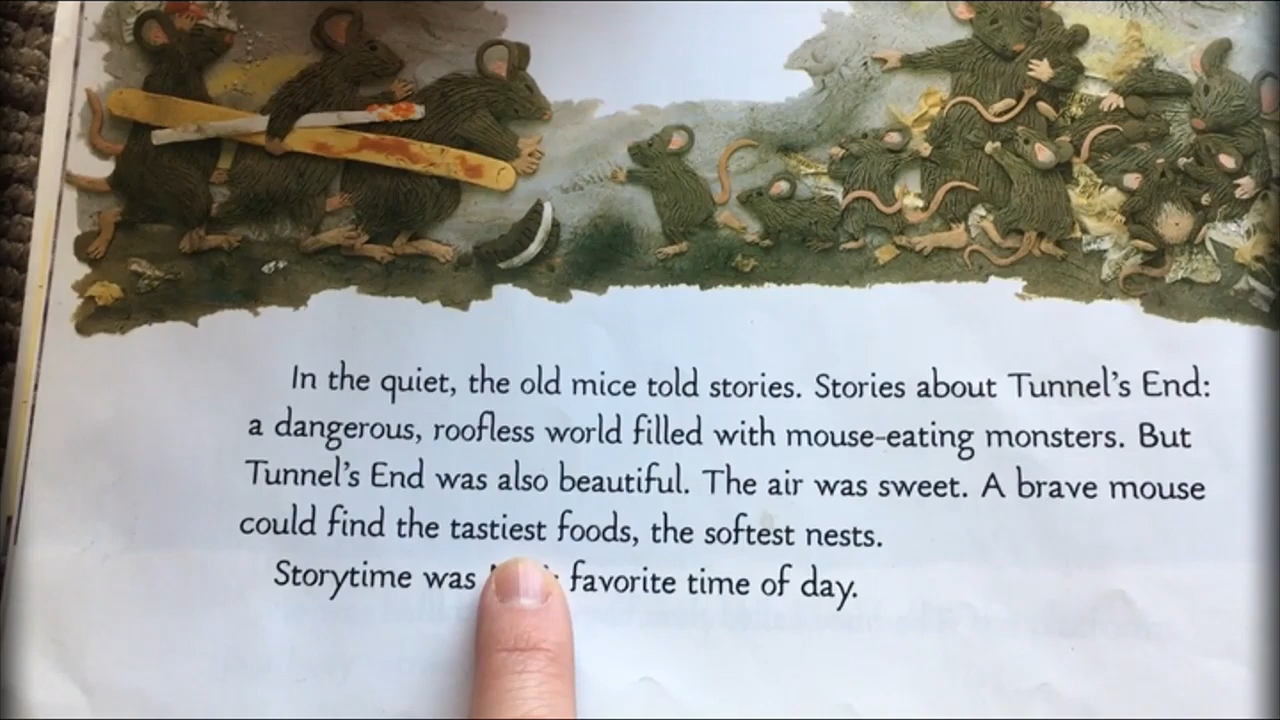 In the quiet, the old mice told stories. Stories about Tunnel's End:
a dangerous, roofless world filled with mouse-eating monsters. But
Tunnel's End was also beautiful. The air was sweet. A brave mouse
could find the tastiest foods, the softest nests.
Storytime was favorite time of day.